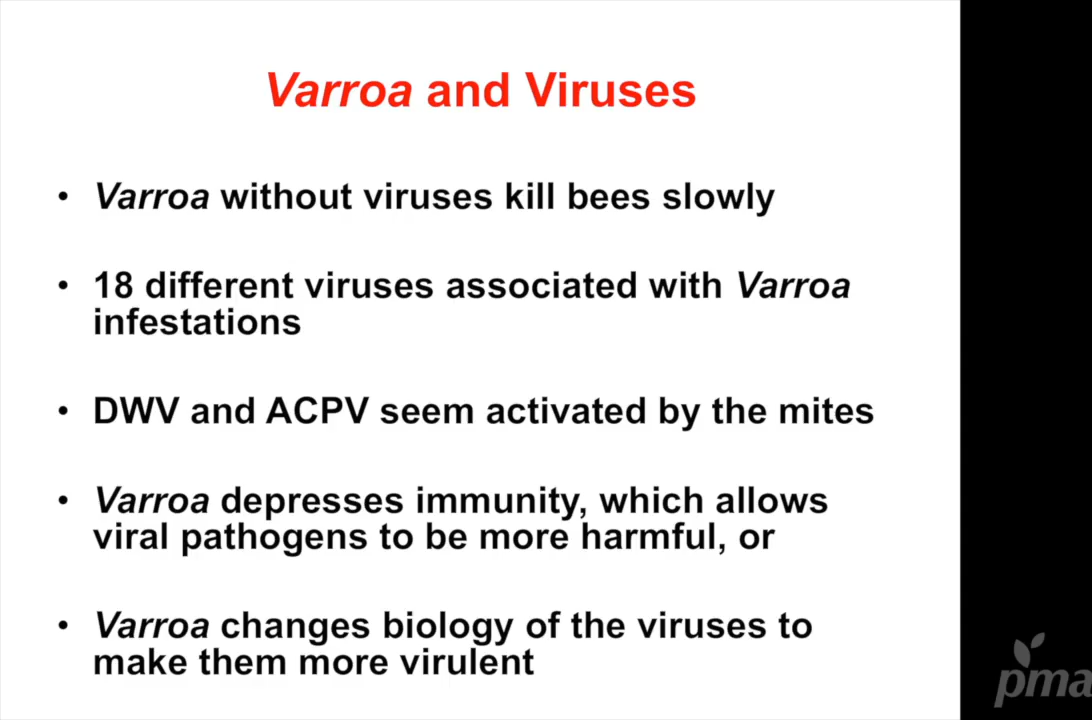 Varroa and Viruses
• Varroa without viruses kill bees slowly
• 18 different viruses associated with Varroa
infestations
• DWV and ACPV seem activated by the mites
• Varroa depresses immunity, which allows
viral pathogens to be more harmful, or
• Varroa changes biology of the viruses to
make them more virulent
pma